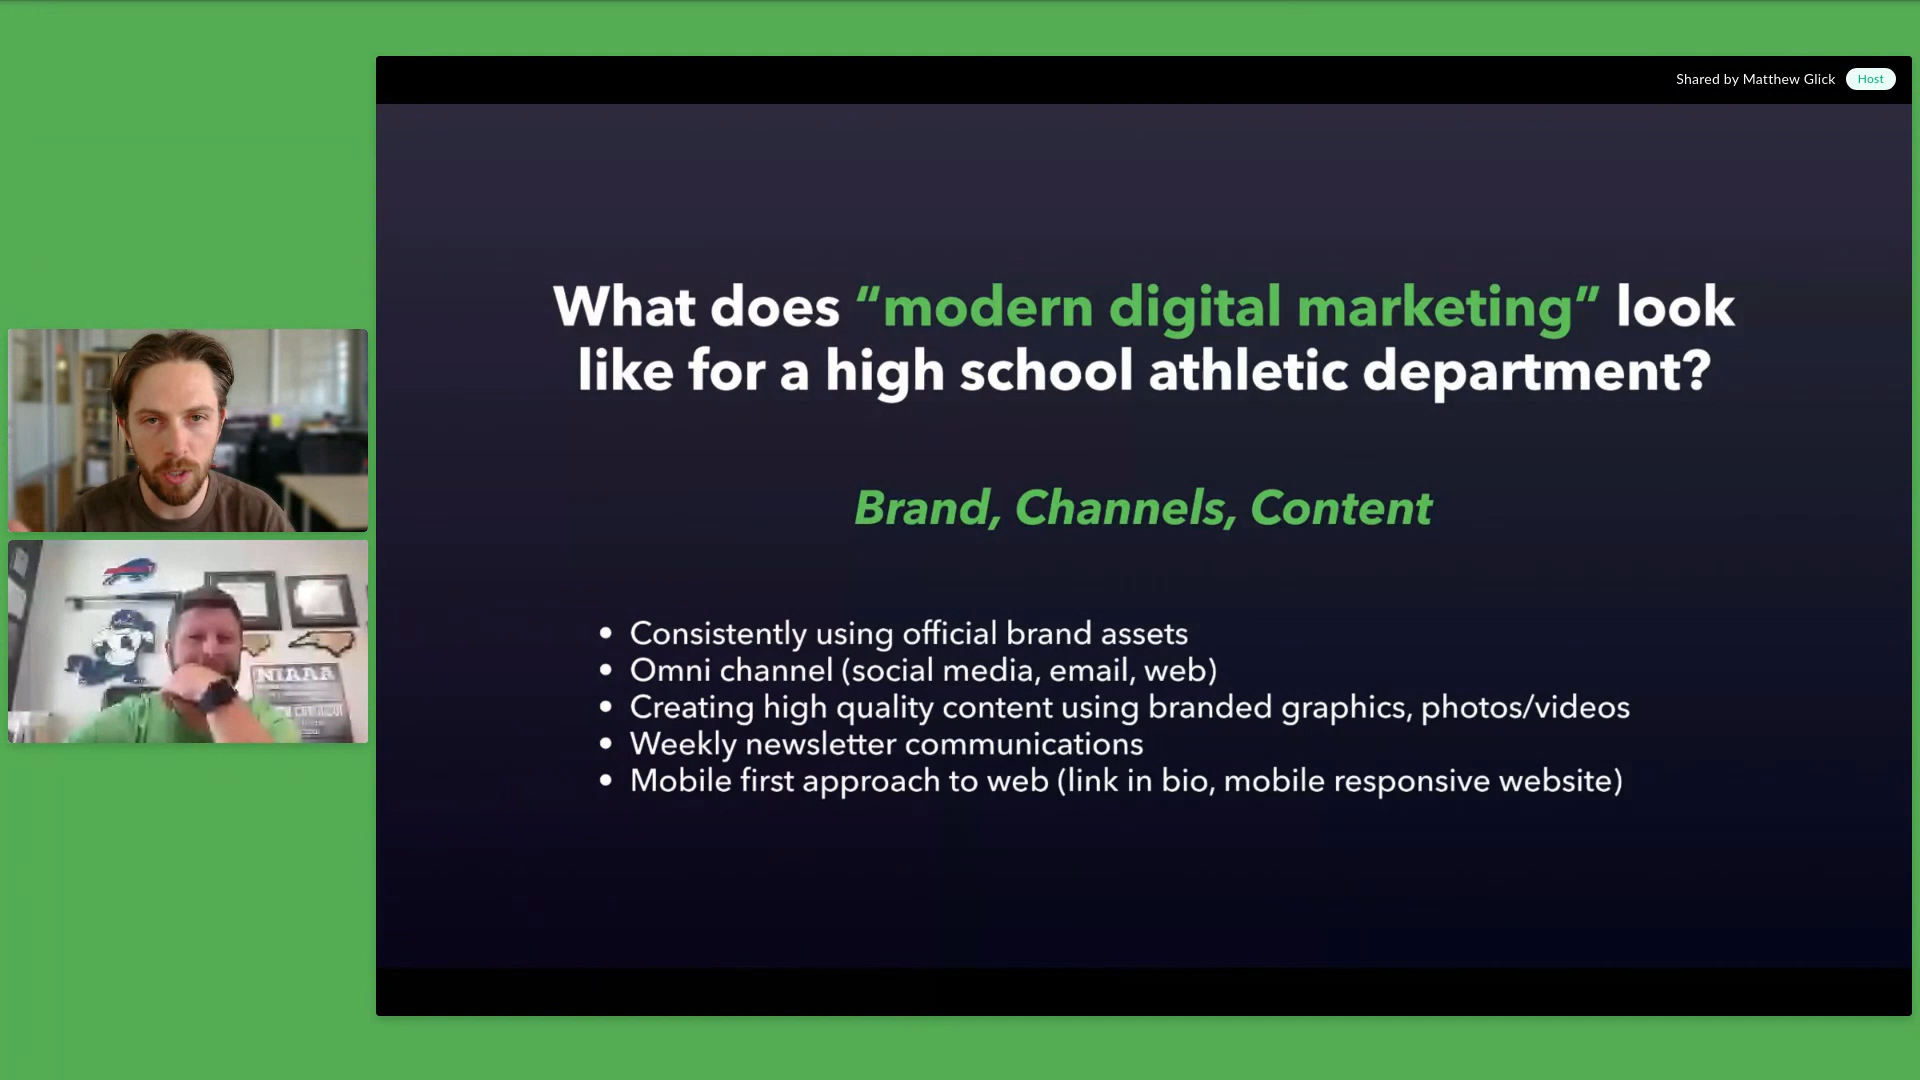 Shared by Matthew Glick Host
What does “modern digital marketing” look
like for a high school athletic department?
Brand, Channels, Content
• Consistently using official brand assets
• Omni channel (social media, email, web)
• Creating high quality content using branded graphics, photos/videos
• Weekly newsletter communications
• Mobile first approach to web (link in bio, mobile responsive website)
NIAAA